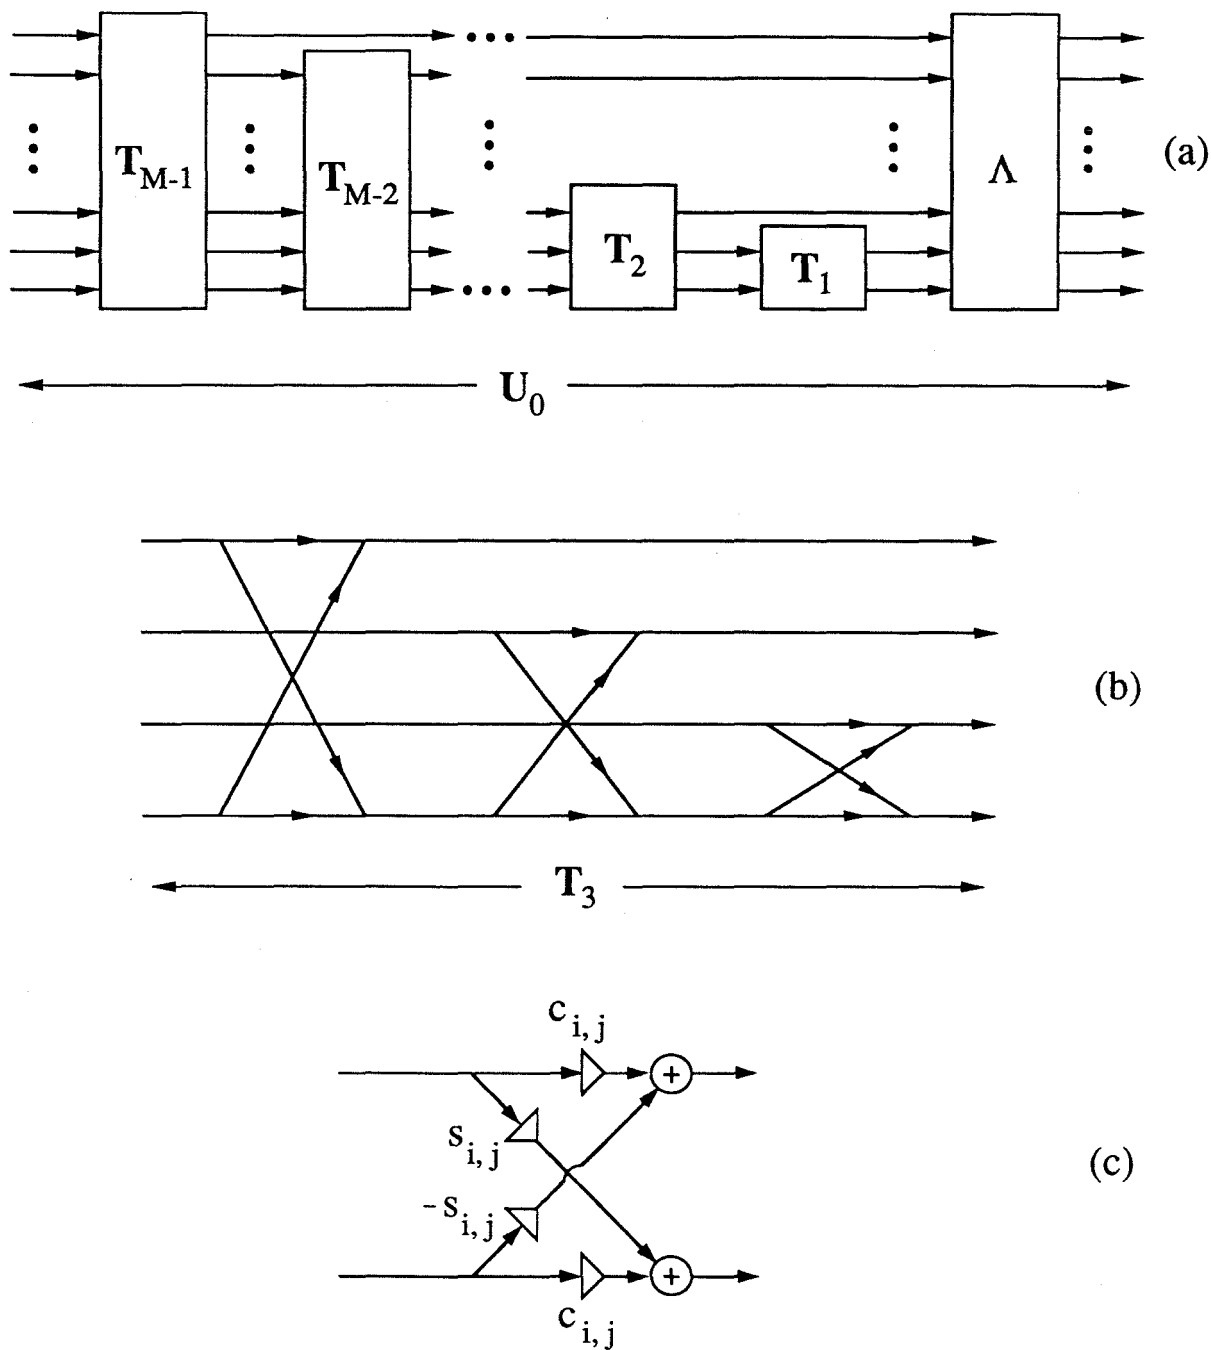 T_{M-1}
T_{M-2}
T_2
T_1
Λ
(a)
U_0
(b)
T_3
c_{i, j}
s_{i, j}
-s_{i, j}
c_{i, j}
(c)